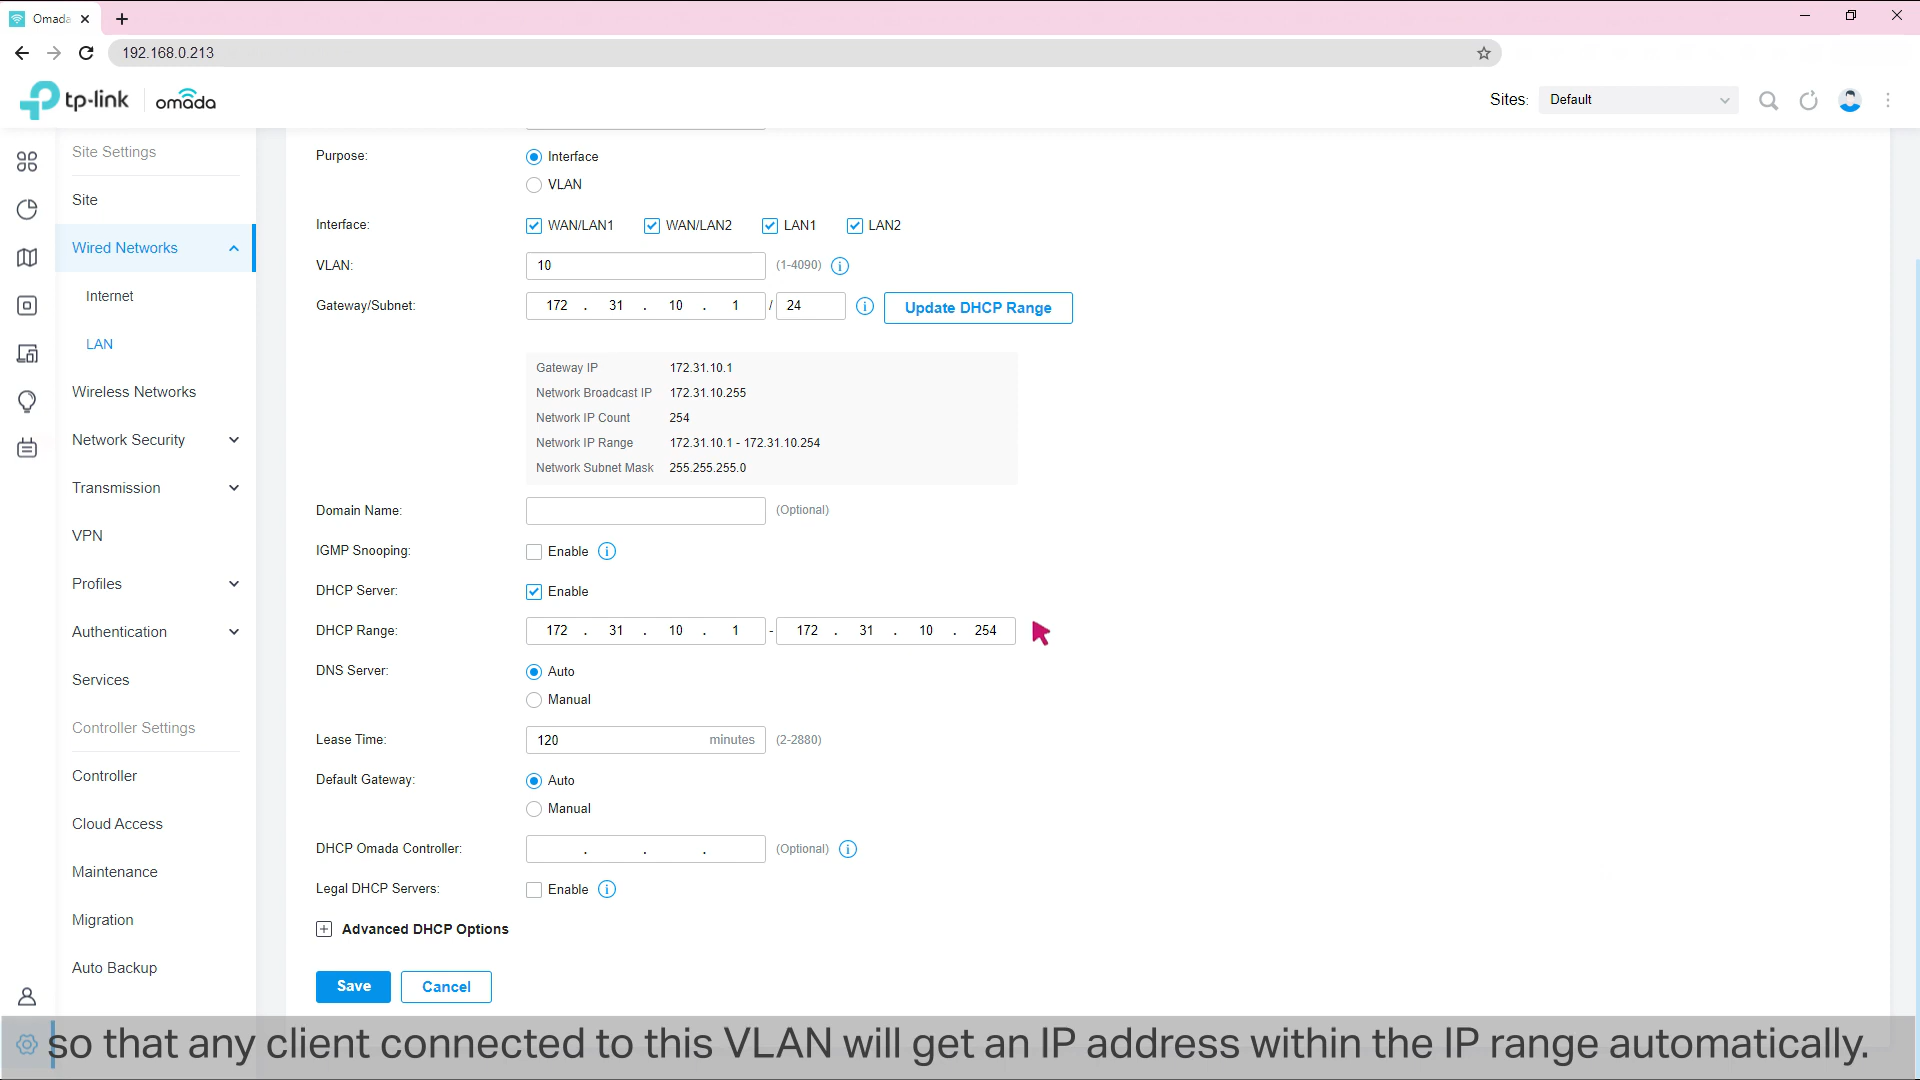 Omada
192.168.0.213
tp-link omada
Sites: Default
Site Settings
Site
Wired Networks
Internet
LAN
Wireless Networks
Network Security
Transmission
VPN
Profiles
Authentication
Services
Controller Settings
Controller
Cloud Access
Maintenance
Migration
Auto Backup
Purpose: Interface
VLAN
Interface: WAN/LAN1 WAN/LAN2 LAN1 LAN2
VLAN: 10 (1-4090)
Gateway/Subnet: 172 . 31 . 10 . 1 / 24 Update DHCP Range
Gateway IP 172.31.10.1
Network Broadcast IP 172.31.10.255
Network IP Count 254
Network IP Range 172.31.10.1 - 172.31.10.254
Network Subnet Mask 255.255.255.0
Domain Name: (Optional)
IGMP Snooping: Enable
DHCP Server: Enable
DHCP Range: 172 . 31 . 10 . 1 - 172 . 31 . 10 . 254
DNS Server: Auto
Manual
Lease Time: 120 minutes (2-2880)
Default Gateway: Auto
Manual
DHCP Omada Controller: . . . (Optional)
Legal DHCP Servers: Enable
Advanced DHCP Options
Save Cancel
so that any client connected to this VLAN will get an IP address within the IP range automatically.